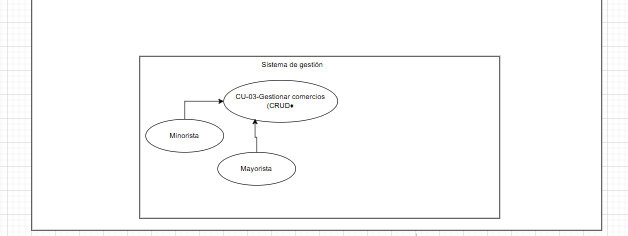 Sistema de gestión
CU-03-Gestionar comercios
(CRUD♦
Minorista
Mayorista